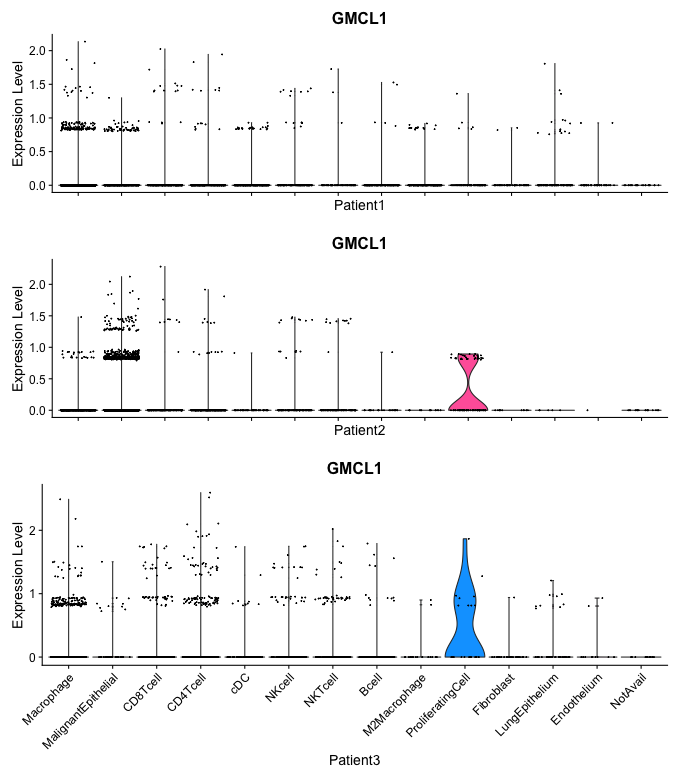 GMCL1
Expression Level
2.0
1.5
1.0
0.5
0.0
Patient1
GMCL1
Expression Level
2.0
1.5
1.0
0.5
0.0
Patient2
GMCL1
Expression Level
2
1
0
Macrophage
MalignantEpithelial
CD8Tcell
CD4Tcell
cDC
NKcell
NKTcell
Bcell
M2Macrophage
ProliferatingCell
Fibroblast
LungEpithelium
Endothelium
NotAvail
Patient3